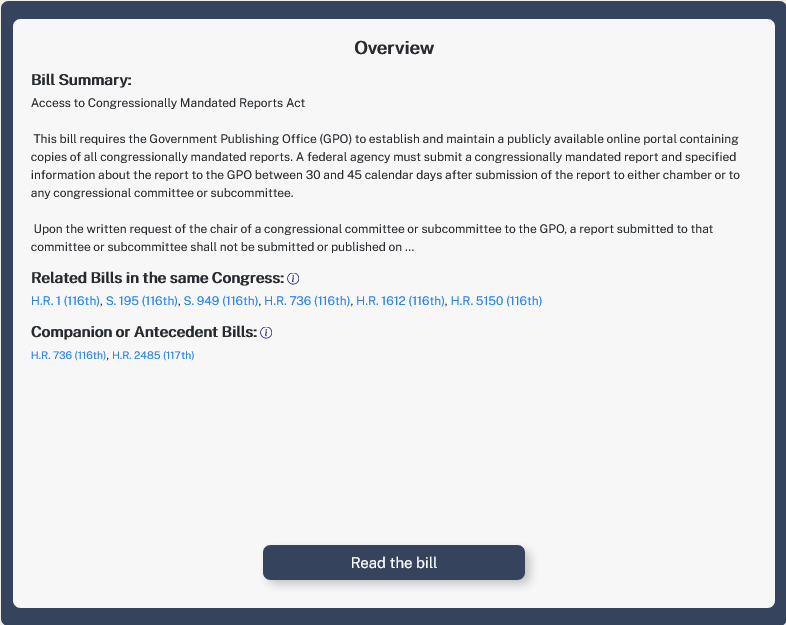 Overview
Bill Summary:
Access to Congressionally Mandated Reports Act
This bill requires the Government Publishing Office (GPO) to establish and maintain a publicly available online portal containing
copies of all congressionally mandated reports. A federal agency must submit a congressionally mandated report and specified
information about the report to the GPO between 30 and 45 calendar days after submission of the report to either chamber or to
any congressional committee or subcommittee.
Upon the written request of the chair of a congressional committee or subcommittee to the GPO, a report submitted to that
committee or subcommittee shall not be submitted or published on ...
Related Bills in the same Congress: i
H.R. 1 (116th), S. 195 (116th), S. 949 (116th), H.R. 736 (116th), H.R. 1612 (116th), H.R. 5150 (116th)
Companion or Antecedent Bills: i
H.R. 736 (116th), H.R. 2485 (117th)
Read the bill